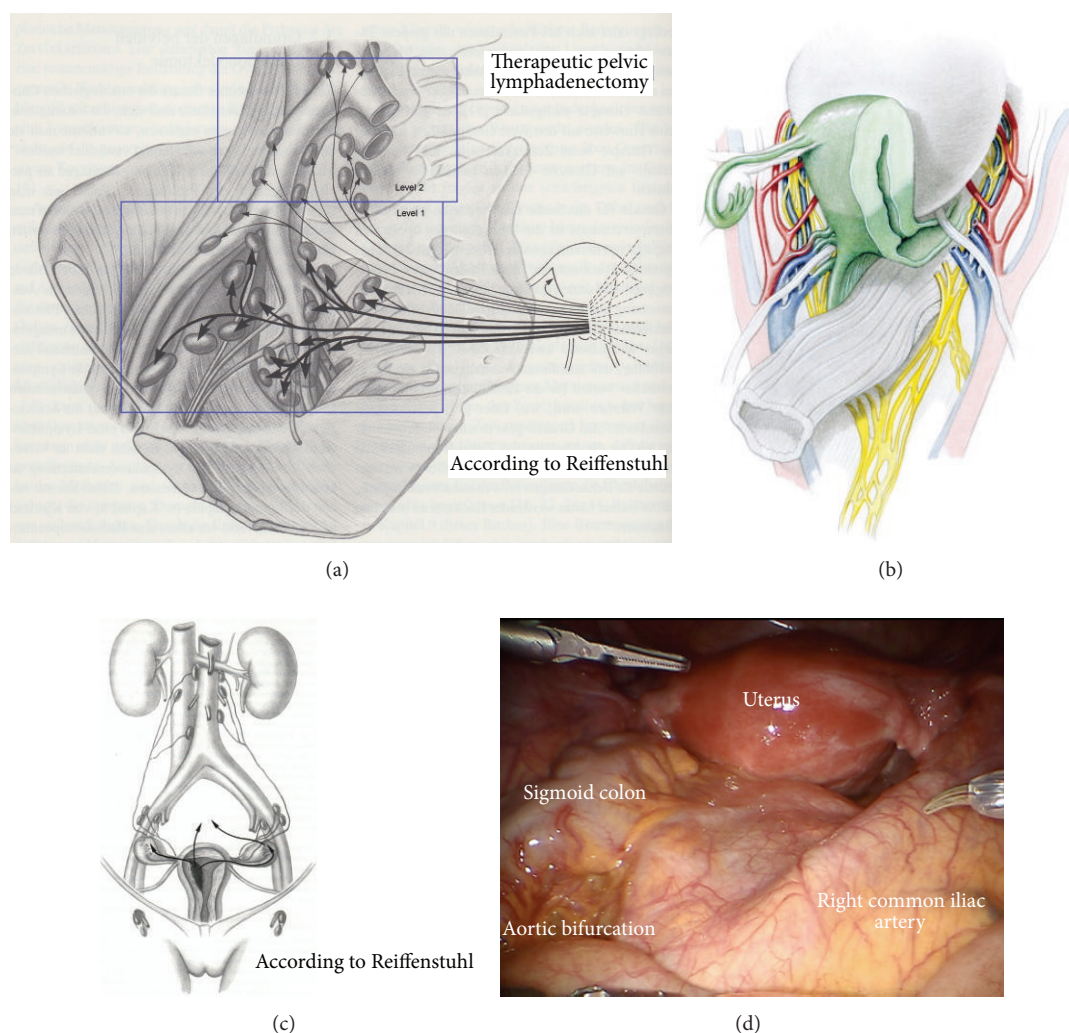 Therapeutic pelvic
lymphadenectomy
Level 2
Level 1
According to Reiffenstuhl
(a)
(b)
According to Reiffenstuhl
(c)
Uterus
Sigmoid colon
Right common iliac
artery
Aortic bifurcation
(d)